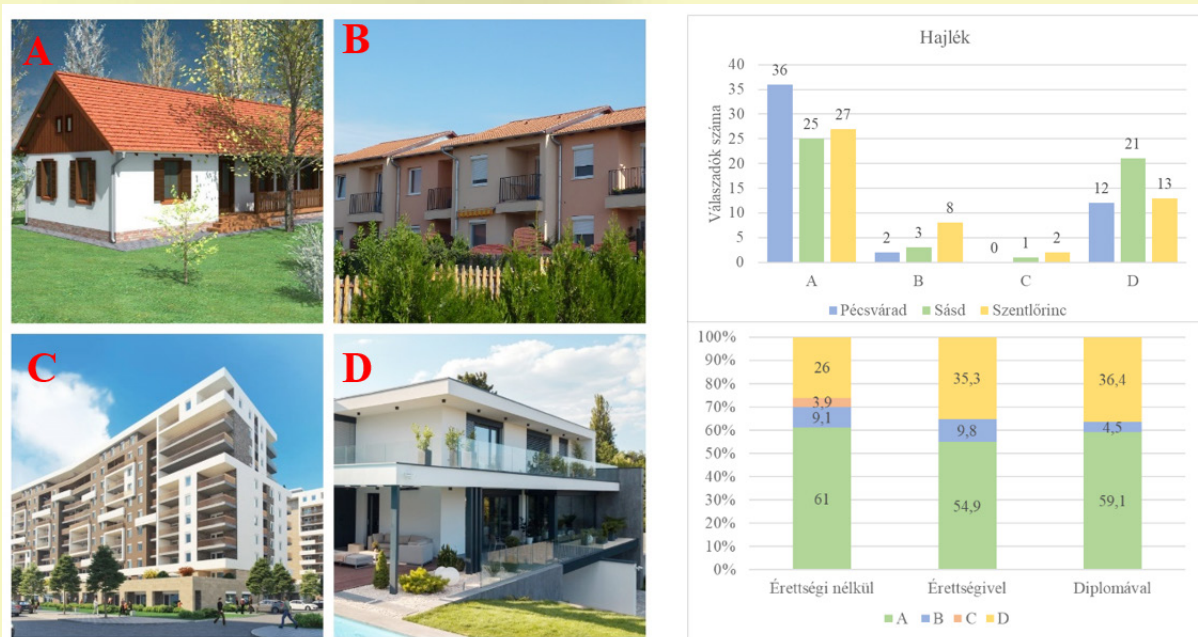 A
B
C
D
Hajlék
Válaszadók száma
40
35
30
25
20
15
10
5
0
36
25
27
2
3
8
0
1
2
12
21
13
A
B
C
D
Pécsvárad
Sásd
Szentlőrinc
100%
90%
80%
70%
60%
50%
40%
30%
20%
10%
0%
26
3,9
9,1
61
35,3
9,8
54,9
36,4
4,5
59,1
Érettségi nélkül
Érettségivel
Diplomával
A
B
C
D